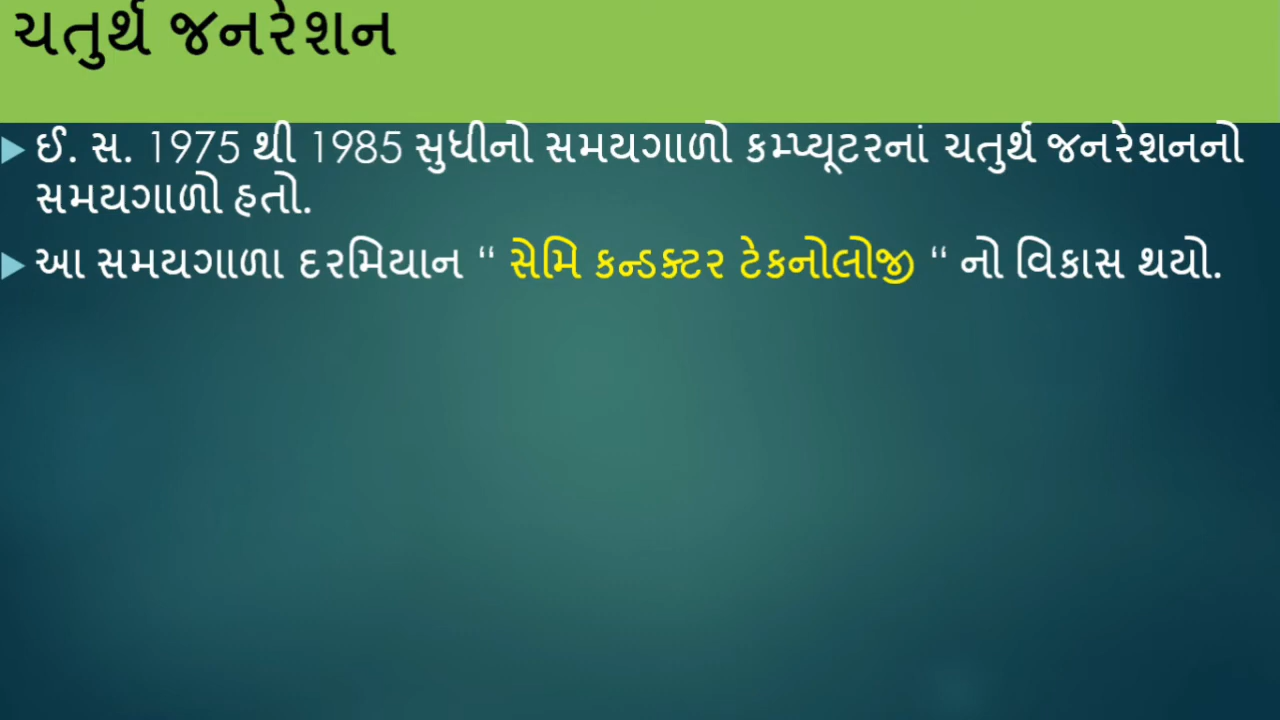 ચતુર્થ જનરેશન
ઈ. સ. 1975 થી 1985 સુધીનો સમયગાળો કમ્પ્યૂટરનાં ચતુર્થ જનરેશનનો
સમયગાળો હતો.
આ સમયગાળા દરમિયાન “ સેમિ કન્ડક્ટર ટેકનોલોજી “ નો વિકાસ થયો.